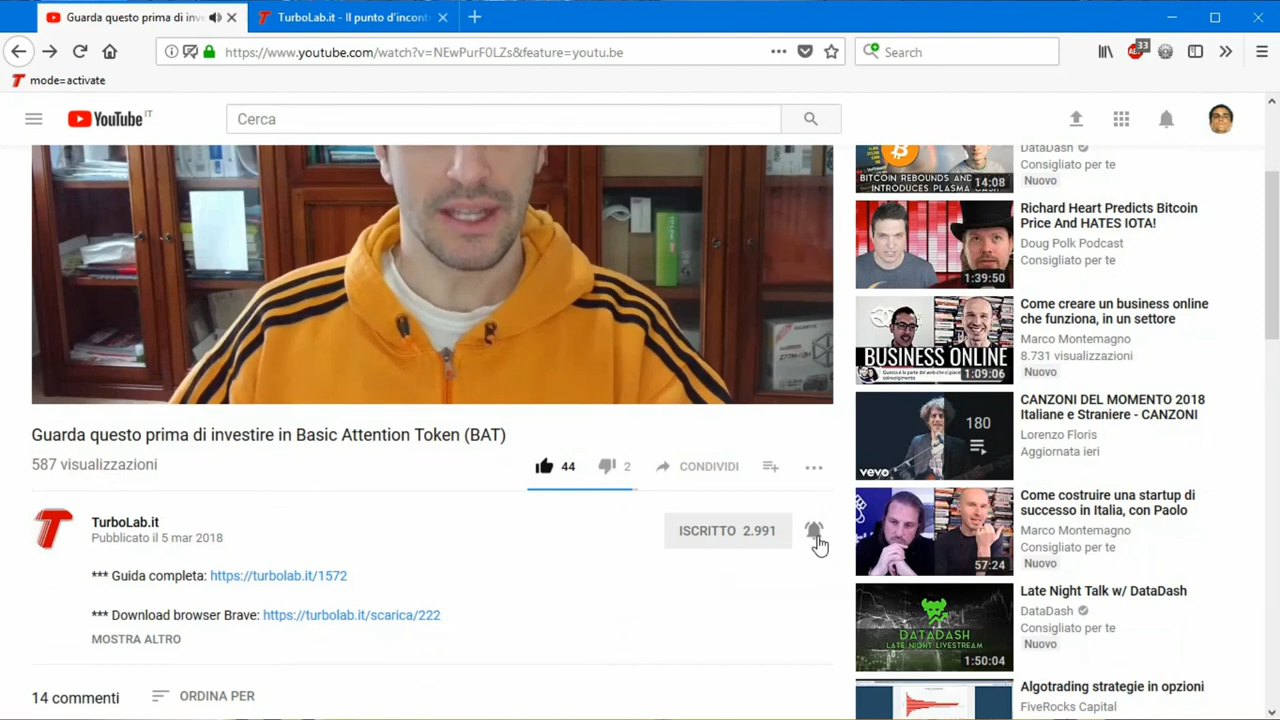 Guarda questo prima di inve
TurboLab.it - Il punto d'incont
https://www.youtube.com/watch?v=NEwPurF0LZs&feature=youtu.be
Search
33
mode=activate
YouTube IT
Cerca
BITCOIN REBOUNDS AND
INTRODUCES PLASMA CASH
14:08
DataDash
Consigliato per te
Nuovo
Richard Heart Predicts Bitcoin
Price And HATES IOTA!
Doug Polk Podcast
Consigliato per te
1:39:50
Come creare un business online
che funziona, in un settore
Marco Montemagno
8.731 visualizzazioni
Nuovo
BUSINESS ONLINE
1:09:06
CANZONI DEL MOMENTO 2018
Italiane e Straniere - CANZONI
Lorenzo Floris
Aggiornata ieri
180
vevo
Guarda questo prima di investire in Basic Attention Token (BAT)
587 visualizzazioni
44
2
CONDIVIDI
TurboLab.it
Pubblicato il 5 mar 2018
ISCRITTO 2.991
*** Guida completa: https://turbolab.it/1572
*** Download browser Brave: https://turbolab.it/scarica/222
MOSTRA ALTRO
14 commenti
ORDINA PER
Come costruire una startup di
successo in Italia, con Paolo
Marco Montemagno
Consigliato per te
Nuovo
57:24
Late Night Talk w/ DataDash
DataDash
Consigliato per te
Nuovo
DATADASH
LATE NIGHT LIVESTREAM
1:50:04
Algotrading strategie in opzioni
FiveRocks Capital